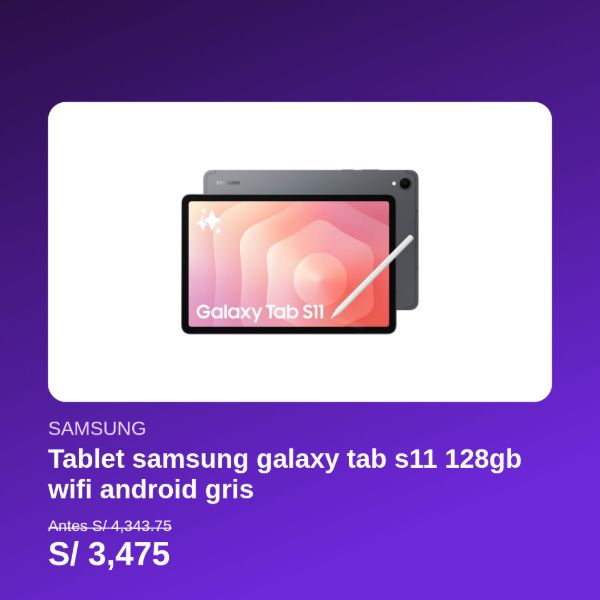 SAMSUNG
Galaxy Tab S11
SAMSUNG
Tablet samsung galaxy tab s11 128gb
wifi android gris
Antes S/ 4,343.75
S/ 3,475